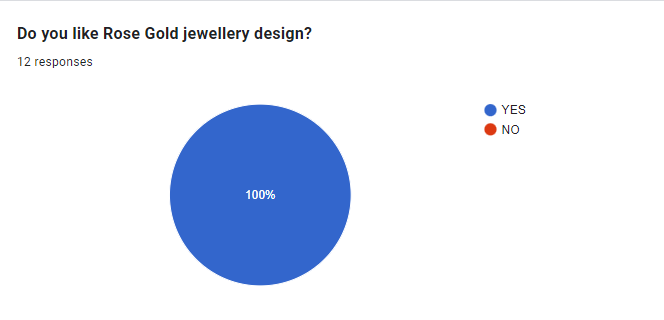 Do you like Rose Gold jewellery design?
12 responses
YES
NO
100%